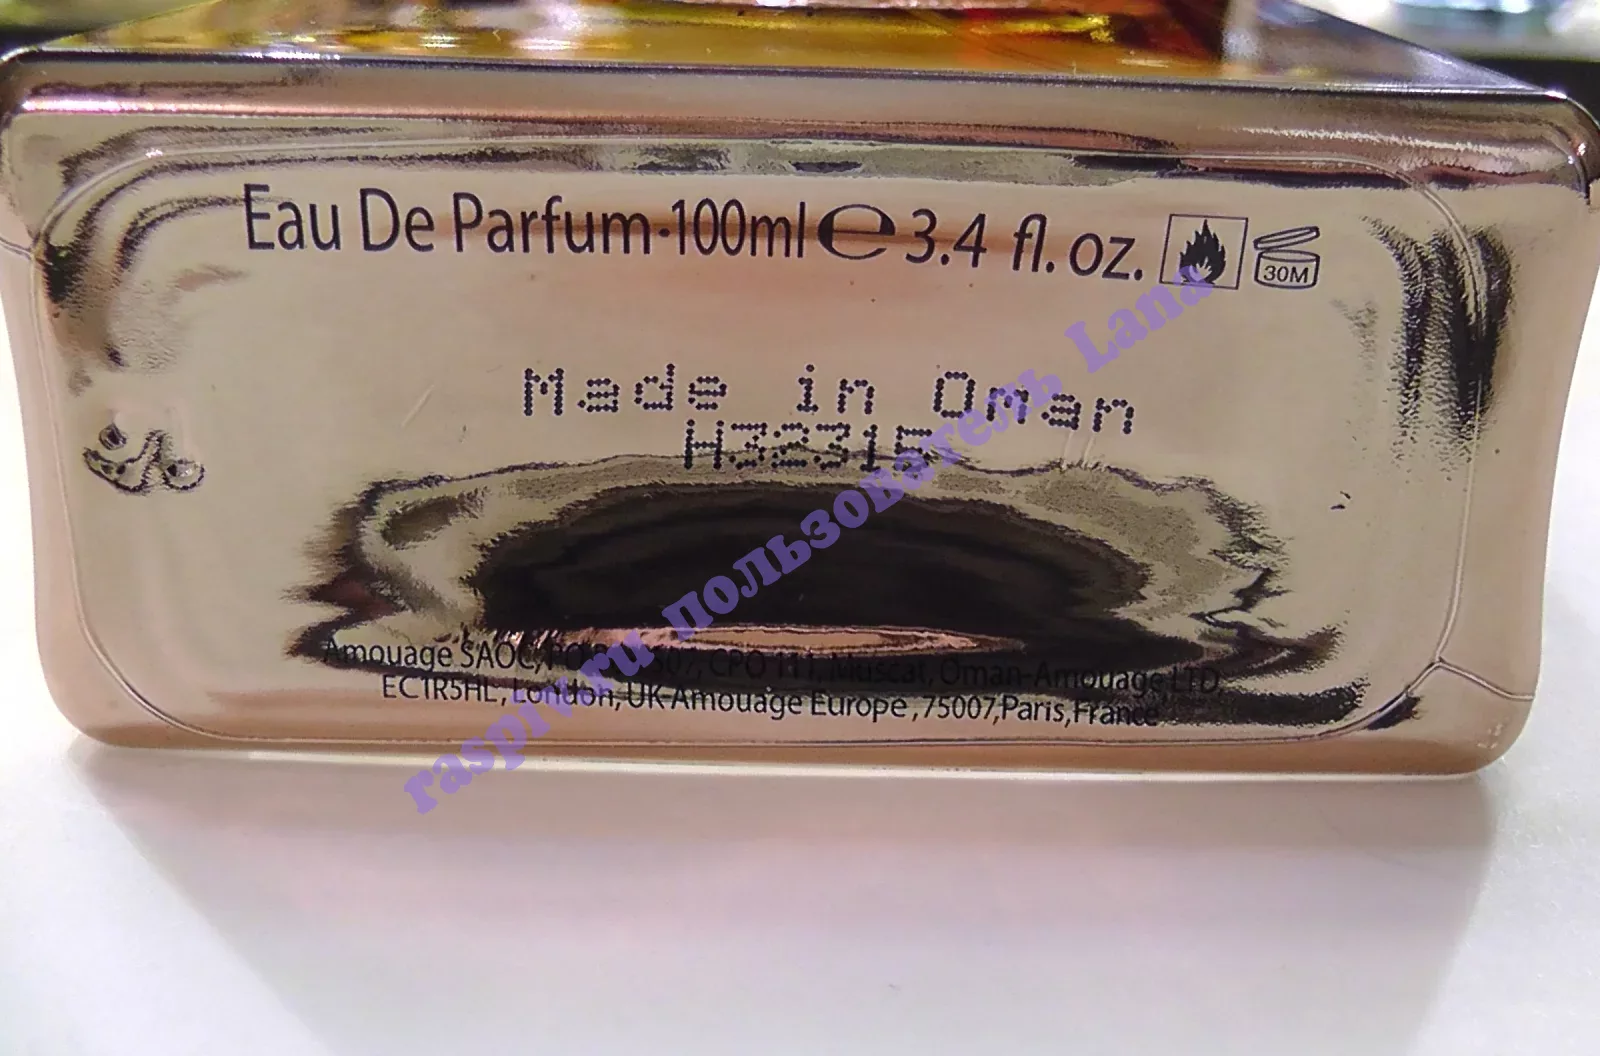 Eau De Parfum·100ml ℮ 3.4 fl. oz.
30M
Made in Oman
H32315
Amouage SAOC, CPO 111, Muscat, Oman-Amouage LTD,
EC1R5HL, London, UK-Amouage Europe ,75007,Paris, France
raspiv.ru пользователь Lana